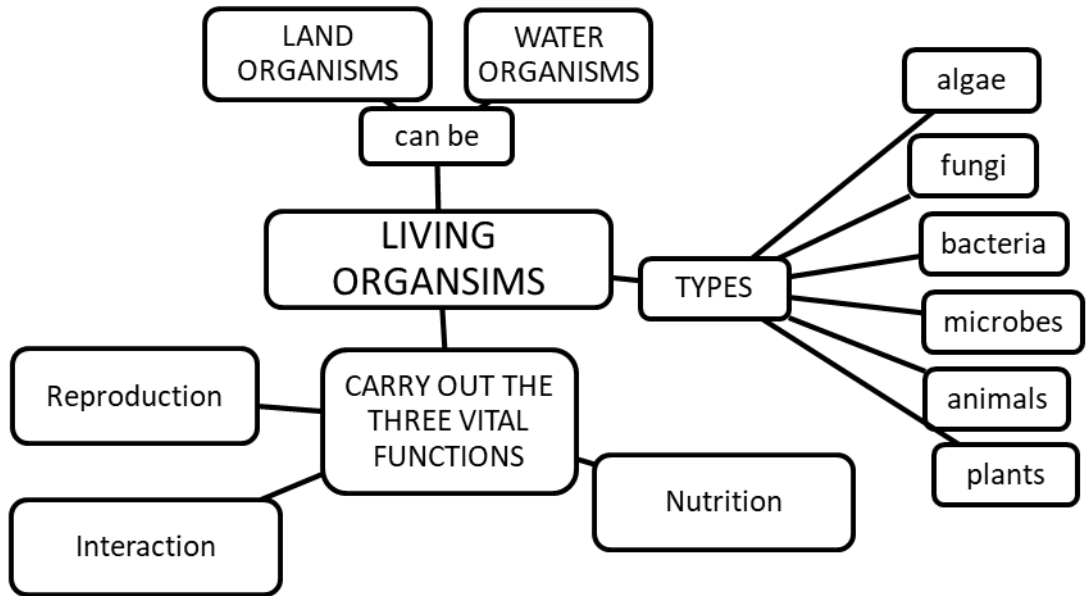 LAND
ORGANISMS
WATER
ORGANISMS
can be
LIVING
ORGANSIMS
TYPES
algae
fungi
bacteria
microbes
animals
plants
CARRY OUT THE
THREE VITAL
FUNCTIONS
Reproduction
Interaction
Nutrition